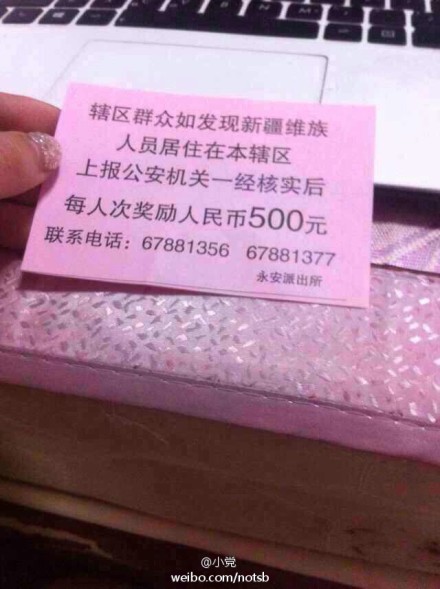 辖区群众如发现新疆维族
人员居住在本辖区
上报公安机关一经核实后
每人次奖励人民币500元
联系电话：67881356 67881377
永安派出所
@小党
weibo.com/notsb